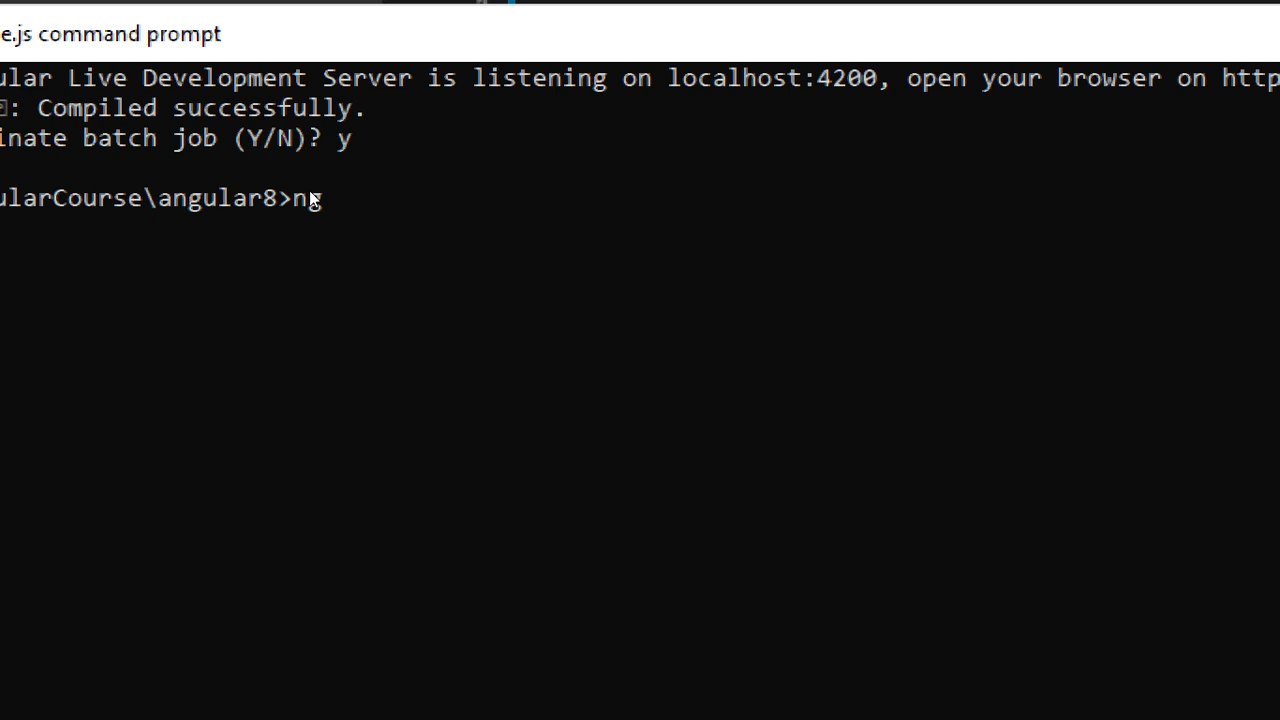 e.js command prompt
ular Live Development Server is listening on localhost:4200, open your browser on http
: Compiled successfully.
inate batch job (Y/N)? y
ularCourse\angular8>ng